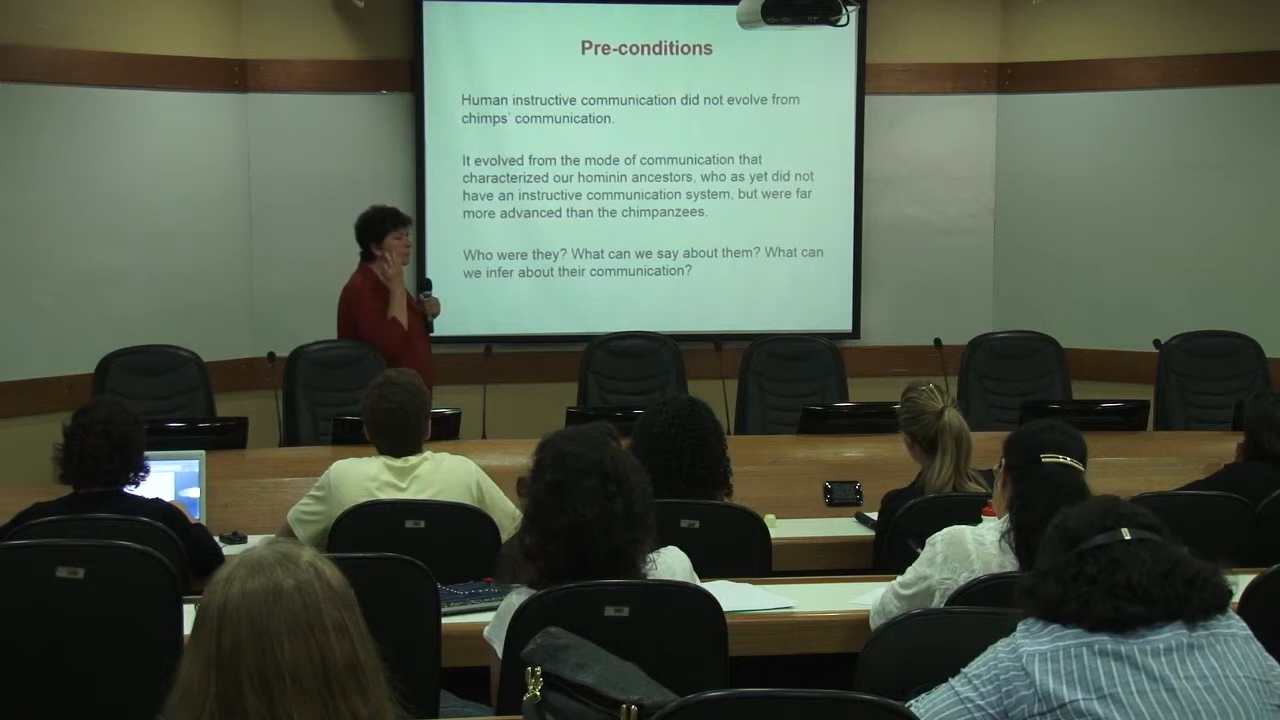 Pre-conditions
Human instructive communication did not evolve from
chimps' communication.
It evolved from the mode of communication that
characterized our hominin ancestors, who as yet did not
have an instructive communication system, but were far
more advanced than the chimpanzees.
Who were they? What can we say about them? What can
we infer about their communication?